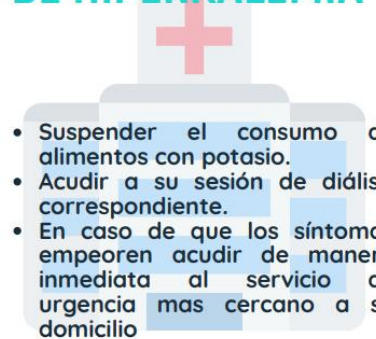 • Suspender el consumo
alimentos con potasio.
• Acudir a su sesión de
correspondiente.
• En caso de que los
empeoren acudir de
inmediata al servicio
urgencia mas cercano a
domicilio